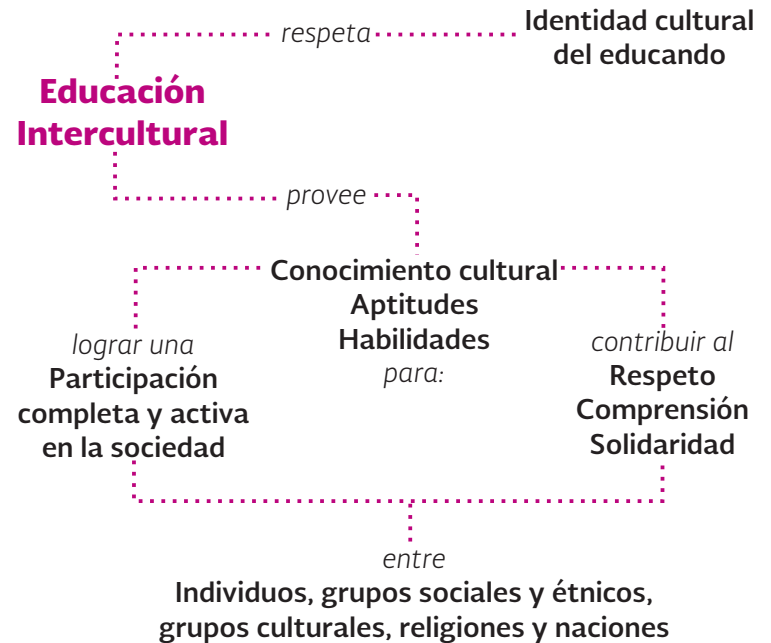 respeta
Identidad cultural
del educando
Educación
Intercultural
provee
Conocimiento cultural
Aptitudes
Habilidades
para:
lograr una
Participación
completa y activa
en la sociedad
contribuir al
Respeto
Comprensión
Solidaridad
entre
Individuos, grupos sociales y étnicos,
grupos culturales, religiones y naciones